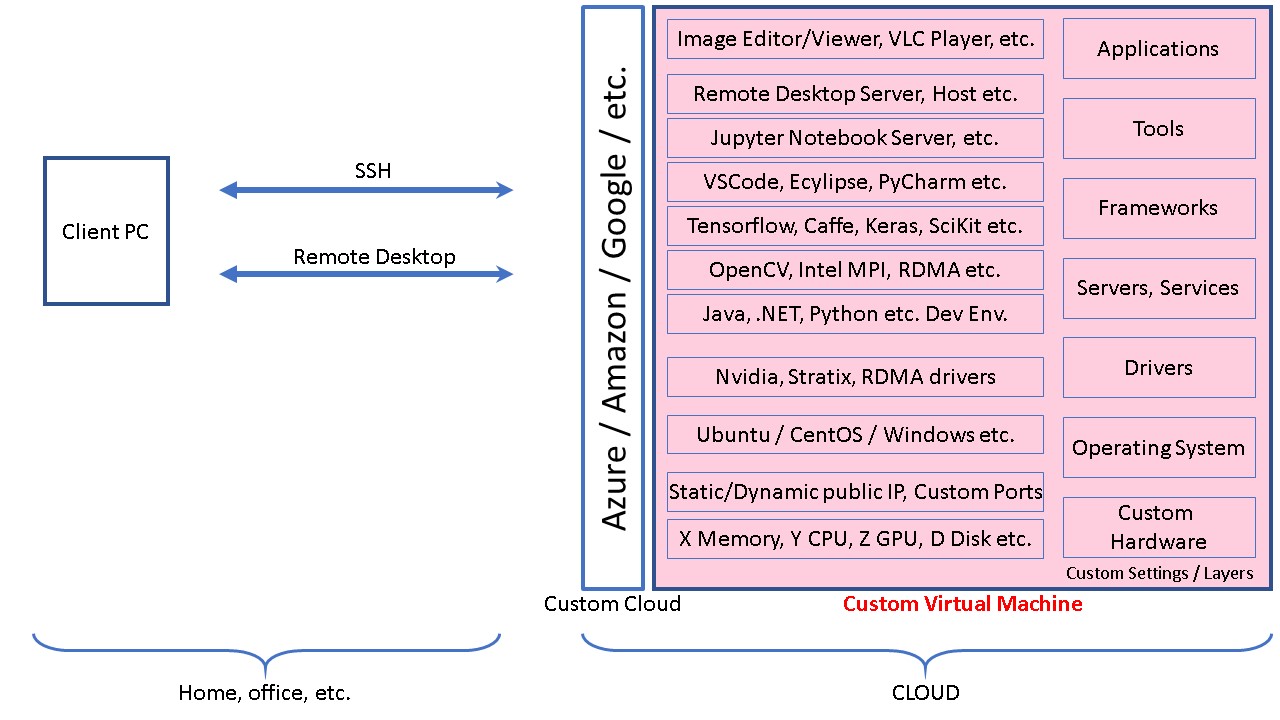 Client PC
SSH
Remote Desktop
Azure / Amazon / Google / etc.
Image Editor/Viewer, VLC Player, etc.
Remote Desktop Server, Host etc.
Jupyter Notebook Server, etc.
VSCode, Ecylipse, PyCharm etc.
Tensorflow, Caffe, Keras, SciKit etc.
OpenCV, Intel MPI, RDMA etc.
Java, .NET, Python etc. Dev Env.
Nvidia, Stratix, RDMA drivers
Ubuntu / CentOS / Windows etc.
Static/Dynamic public IP, Custom Ports
X Memory, Y CPU, Z GPU, D Disk etc.
Applications
Tools
Frameworks
Servers, Services
Drivers
Operating System
Custom
Hardware
Custom Settings / Layers
Custom Cloud
Custom Virtual Machine
Home, office, etc.
CLOUD